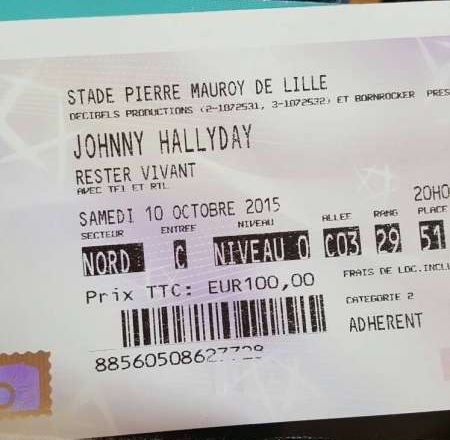 STADE PIERRE MAUROY DE LILLE
DECIBELS PRODUCTIONS (2-1072531, 3-1072532) ET BORNROCKER PRES
JOHNNY HALLYDAY
RESTER VIVANT
AVEC TF1 ET RTL
SAMEDI 10 OCTOBRE 2015 20H0
SECTEUR ENTREE NIVEAU ALLEE RANG PLACE
NORD C NIVEAU 0 C03 29 51
Prix TTC: EUR100,00 FRAIS DE LOC.INCLU
CATEGORIE 2
ADHERENT